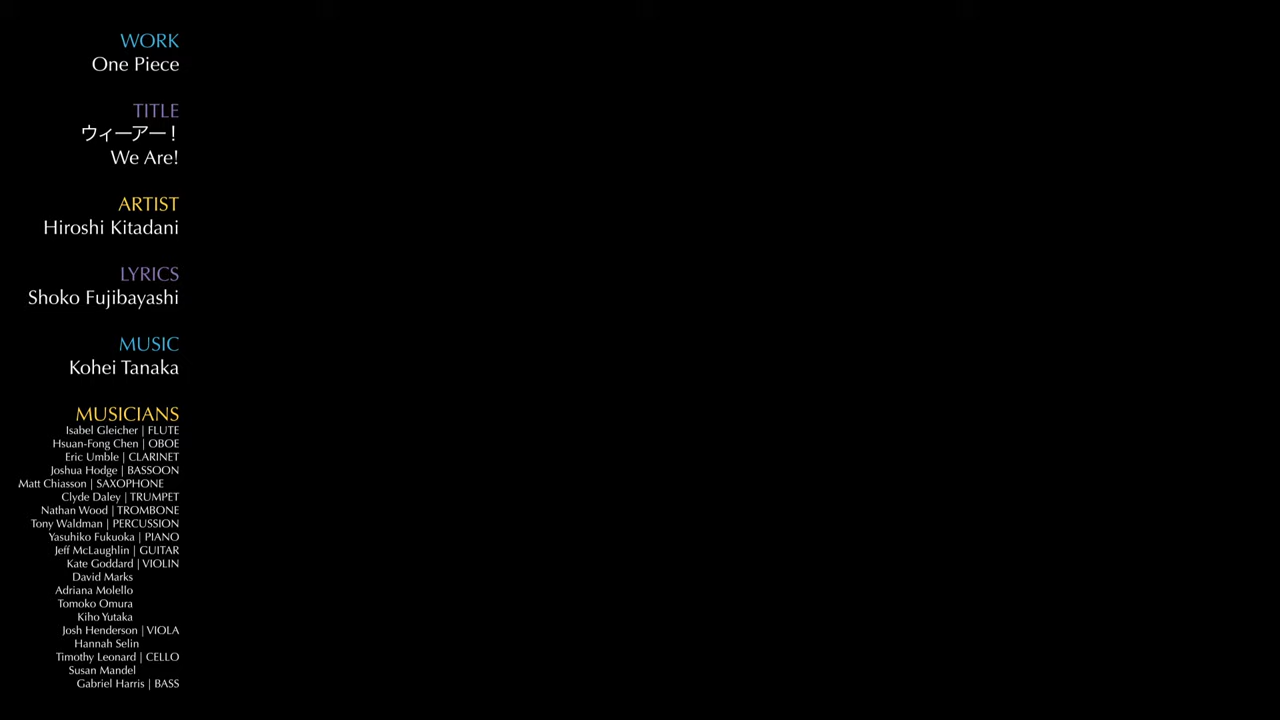 WORK
One Piece
TITLE
ウィーアー！
We Are!
ARTIST
Hiroshi Kitadani
LYRICS
Shoko Fujibayashi
MUSIC
Kohei Tanaka
MUSICIANS
Isabel Gleicher | FLUTE
Hsuan-Fong Chen | OBOE
Eric Umble | CLARINET
Joshua Hodge | BASSOON
Matt Chiasson | SAXOPHONE
Clyde Daley | TRUMPET
Nathan Wood | TROMBONE
Tony Waldman | PERCUSSION
Yasuhiko Fukuoka | PIANO
Jeff McLaughlin | GUITAR
Kate Goddard | VIOLIN
David Marks
Adriana Molello
Tomoko Omura
Kiho Yutaka
Josh Henderson | VIOLA
Hannah Selin
Timothy Leonard | CELLO
Susan Mandel
Gabriel Harris | BASS